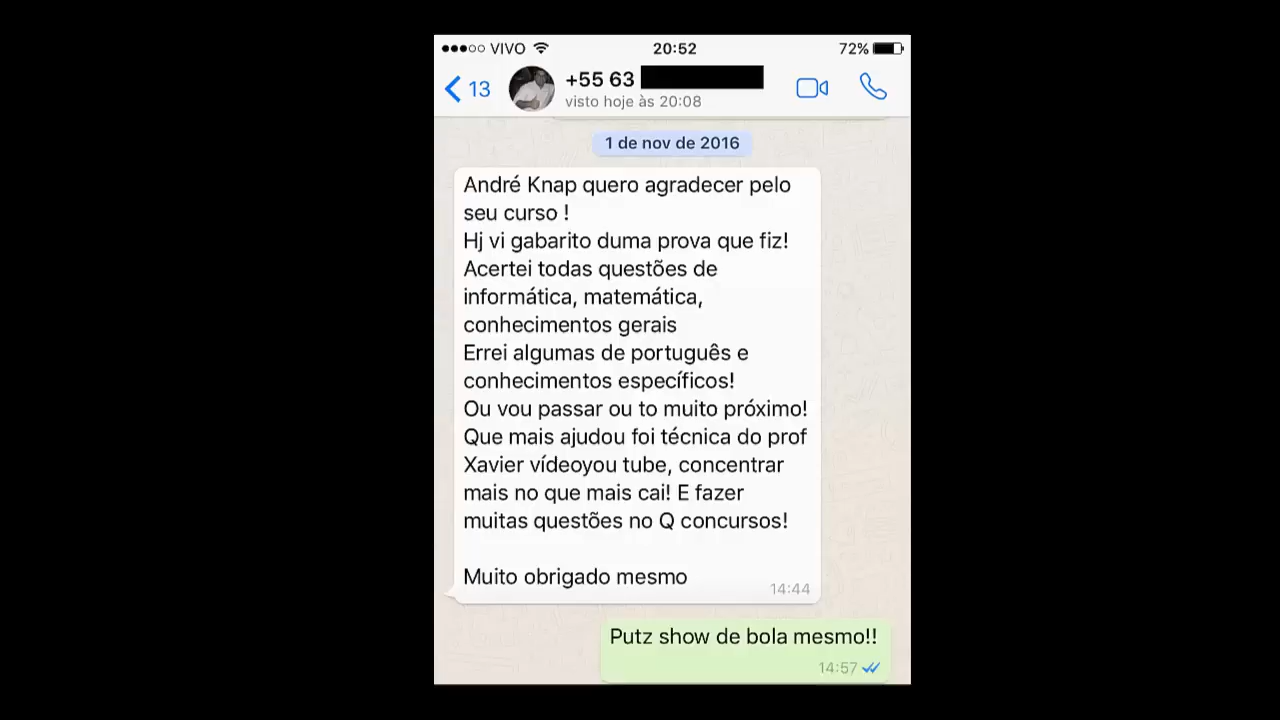 VIVO 20:52 72%
13 +55 63
visto hoje às 20:08
1 de nov de 2016
André Knap quero agradecer pelo
seu curso !
Hj vi gabarito duma prova que fiz!
Acertei todas questões de
informática, matemática,
conhecimentos gerais
Errei algumas de português e
conhecimentos específicos!
Ou vou passar ou to muito próximo!
Que mais ajudou foi técnica do prof
Xavier vídeoyou tube, concentrar
mais no que mais cai! E fazer
muitas questões no Q concursos!
Muito obrigado mesmo
14:44
Putz show de bola mesmo!!
14:57